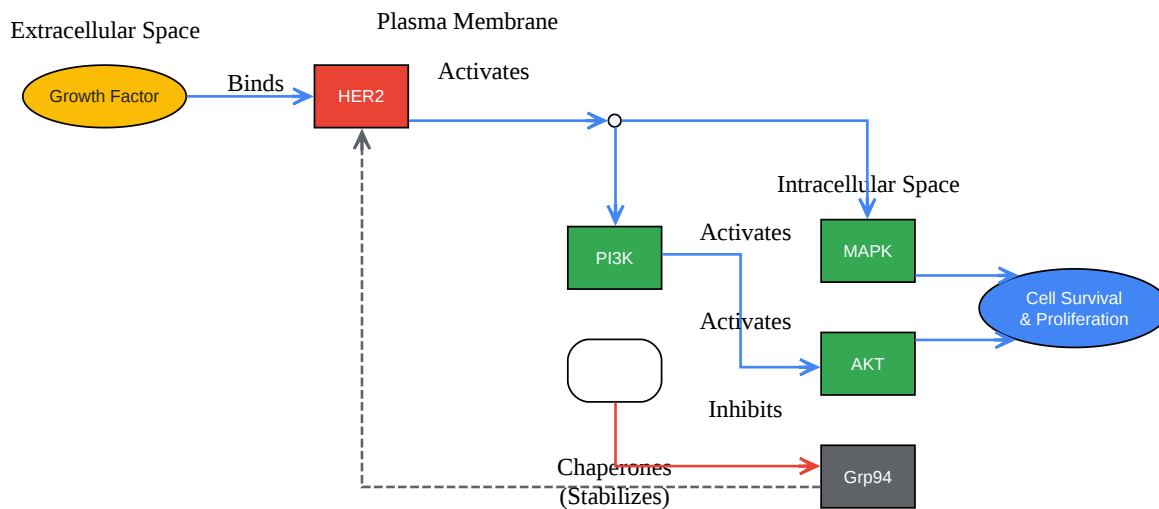 Plasma Membrane
Extracellular Space
Activates
Binds
Growth Factor
HER2
Intracellular Space
Activates
PI3K
MAPK
Cell Survival
& Proliferation
Activates
AKT
Inhibits
Chaperones
(Stabilizes)
Grp94